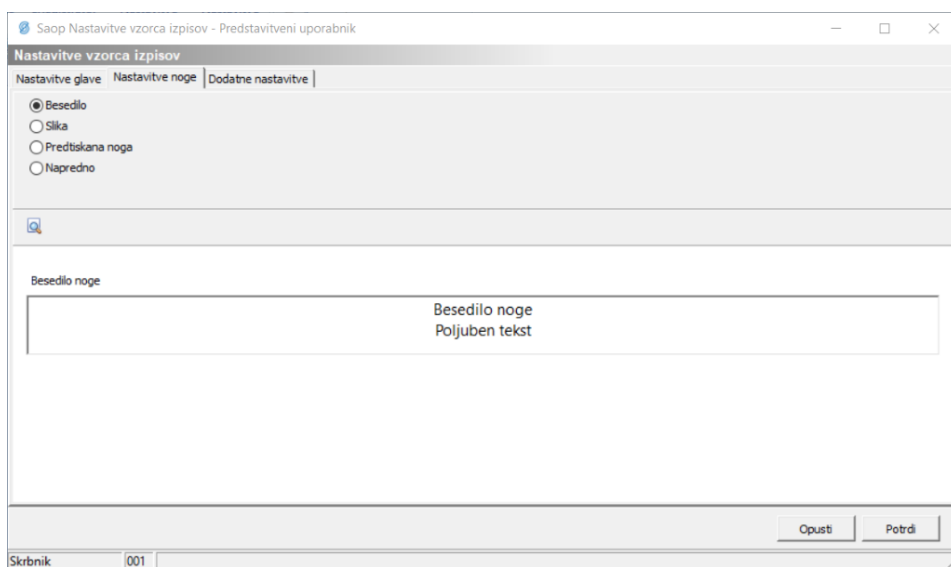 Saop Nastavitve vzorca izpisov - Predstavitveni uporabnik
Nastavitve vzorca izpisov
Nastavitve glave Nastavitve noge Dodatne nastavitve
Besedilo
Slika
Predtiskana noga
Napredno
Besedilo noge
Besedilo noge
Poljuben tekst
Opusti Potrdi
Skrbnik 001